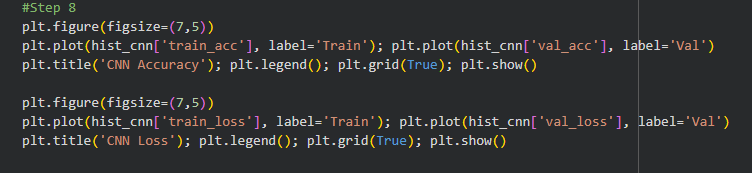 #Step 8
plt.figure(figsize=(7,5))
plt.plot(hist_cnn['train_acc'], label='Train'); plt.plot(hist_cnn['val_acc'], label='Val')
plt.title('CNN Accuracy'); plt.legend(); plt.grid(True); plt.show()
plt.figure(figsize=(7,5))
plt.plot(hist_cnn['train_loss'], label='Train'); plt.plot(hist_cnn['val_loss'], label='Val')
plt.title('CNN Loss'); plt.legend(); plt.grid(True); plt.show()